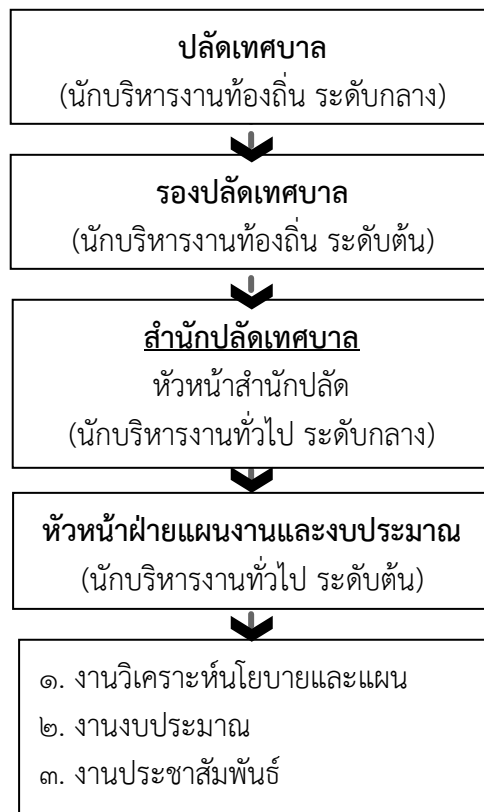 ปลัดเทศบาล
(นักบริหารงานท้องถิ่น ระดับกลาง)
รองปลัดเทศบาล
(นักบริหารงานท้องถิ่น ระดับต้น)
สำนักปลัดเทศบาล
หัวหน้าสำนักปลัด
(นักบริหารงานทั่วไป ระดับกลาง)
หัวหน้าฝ่ายแผนงานและงบประมาณ
(นักบริหารงานทั่วไป ระดับต้น)
๑. งานวิเคราะห์นโยบายและแผน
๒. งานงบประมาณ
๓. งานประชาสัมพันธ์